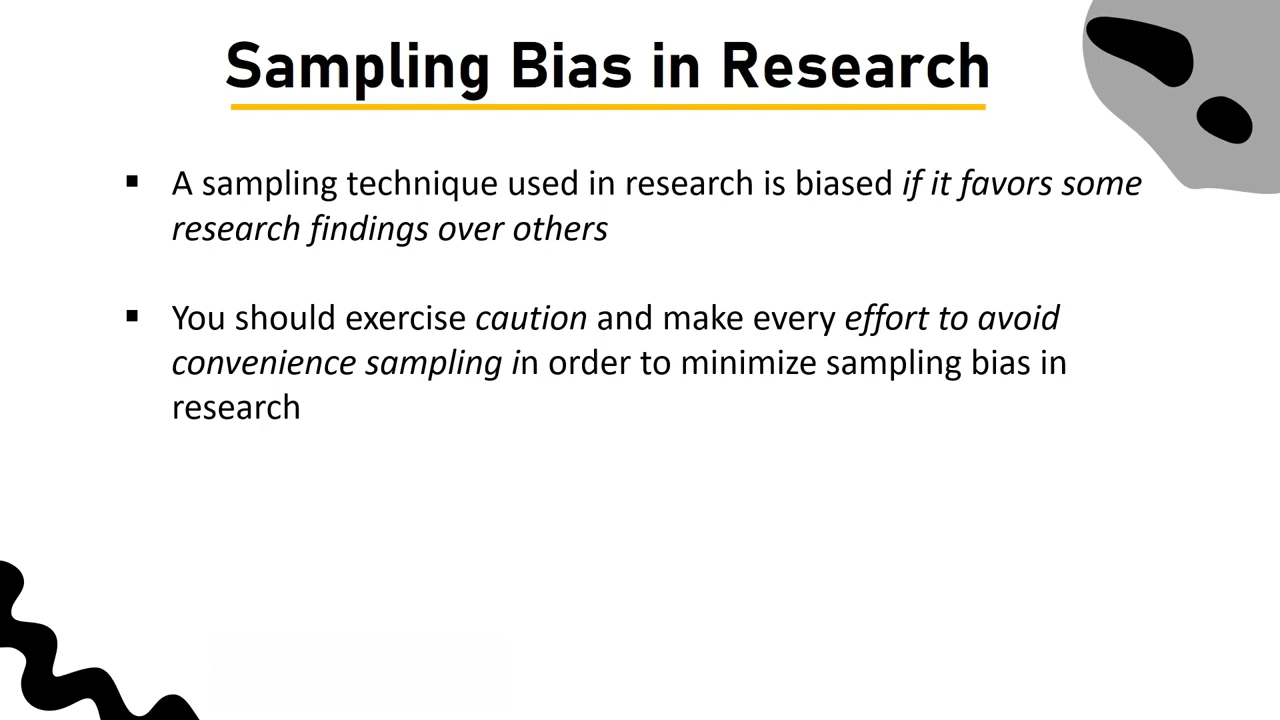 Sampling Bias in Research
▪ A sampling technique used in research is biased if it favors some
research findings over others
▪ You should exercise caution and make every effort to avoid
convenience sampling in order to minimize sampling bias in
research